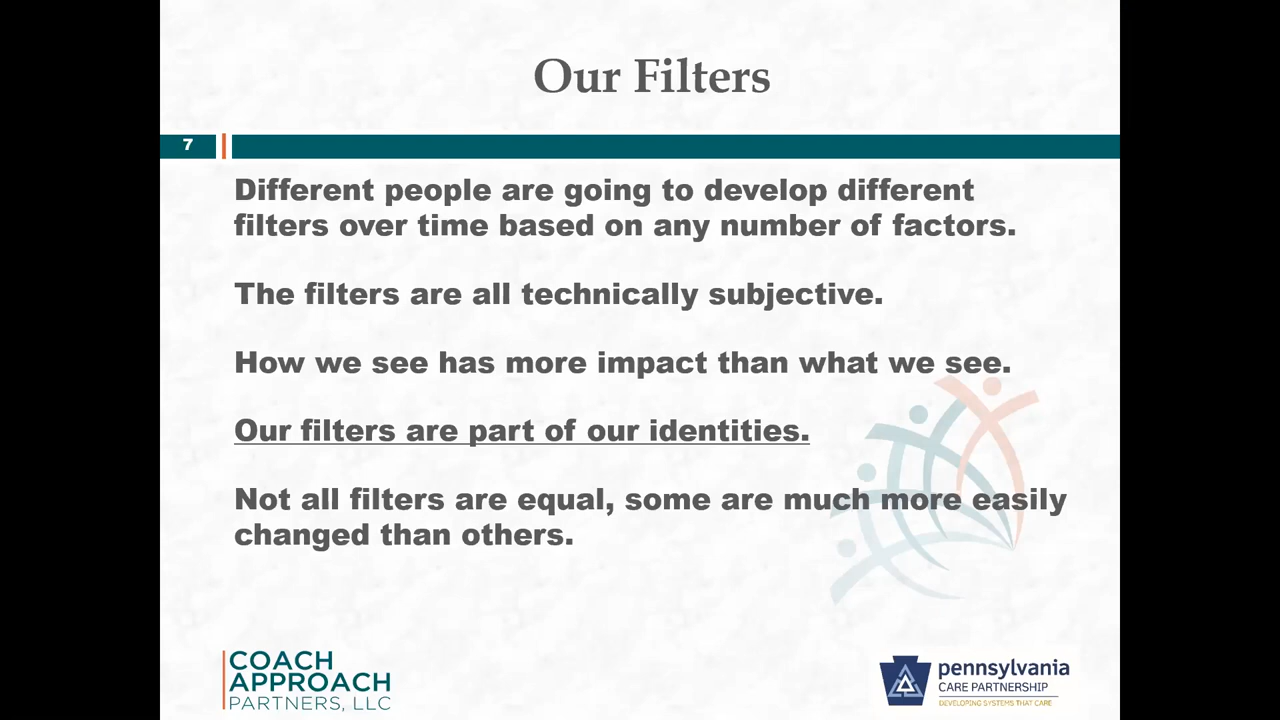 Our Filters
7
Different people are going to develop different
filters over time based on any number of factors.
The filters are all technically subjective.
How we see has more impact than what we see.
Our filters are part of our identities.
Not all filters are equal, some are much more easily
changed than others.
COACH
APPROACH
PARTNERS, LLC
pennsylvania
CARE PARTNERSHIP
DEVELOPING SYSTEMS THAT CARE